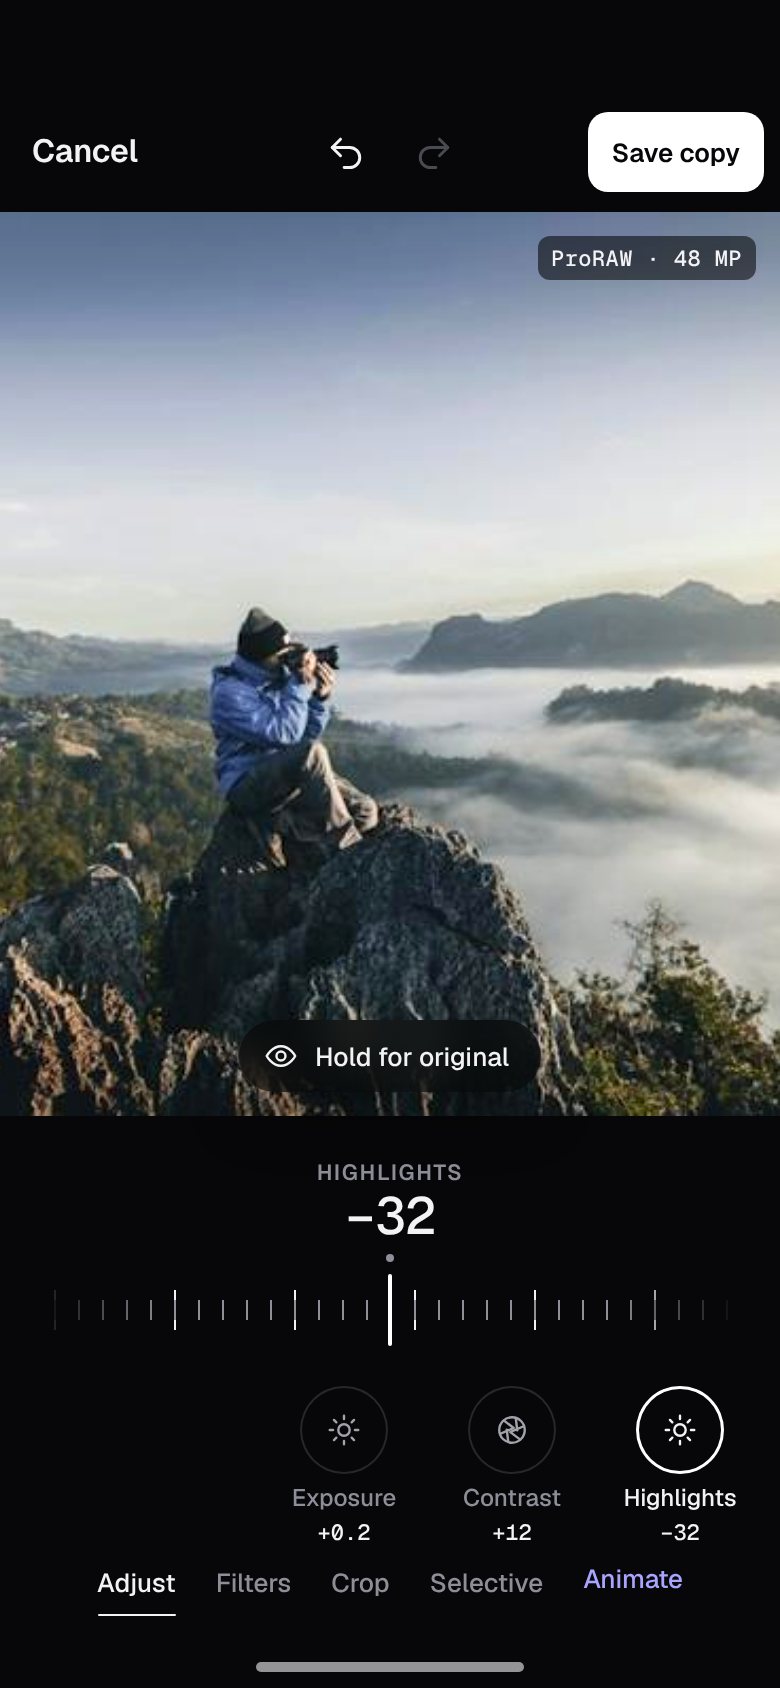 Cancel
Save copy
ProRAW · 48 MP
Hold for original
HIGHLIGHTS
−32
Exposure
+0.2
Contrast
+12
Highlights
−32
Adjust
Filters
Crop
Selective
Animate